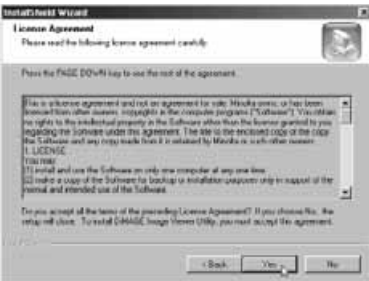 InstallShield Wizard
License Agreement
Please read the following license agreement carefully.
Press the PAGE DOWN key to see the rest of the agreement.
This is a license agreement and not an agreement for sale. Minolta owns, or has been
licensed from other owners, copyrights in the computer programs ("Software"). You obtain
no rights to the intellectual property in the Software other than the license granted to you
regarding the Software under this agreement. The title to the enclosed copy of the copy
the Software and any copy made from it is retained by Minolta or such other owners.
1. LICENSE
You may:
(1) install and use the Software on only one computer at any one time.
(2) make a copy of the Software for backup or installation purposes only in support of the
normal and intended use of the Software.
Do you accept all the terms of the preceding License Agreement? If you choose No, the
setup will close. To install DiMAGE Image Viewer Utility, you must accept this agreement.
< Back
Yes
No